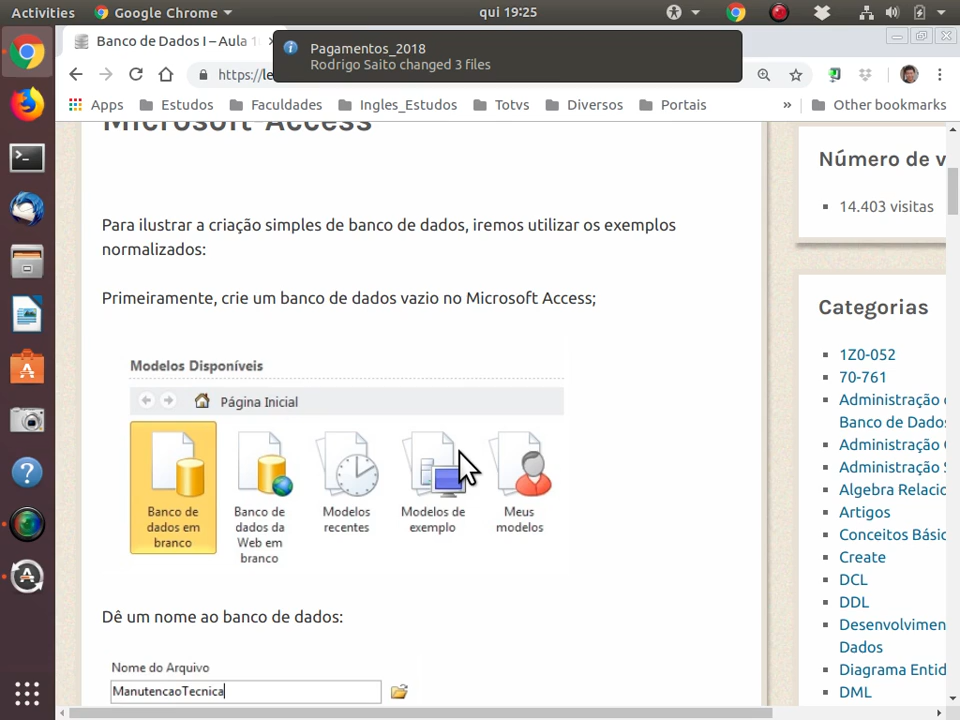 Activities
Google Chrome
qui 19:25
Banco de Dados I – Aula 1
Pagamentos_2018
Rodrigo Saito changed 3 files
https://le
Apps
Estudos
Faculdades
Ingles_Estudos
Totvs
Diversos
Portais
»
Other bookmarks
Microsoft Access
Para ilustrar a criação simples de banco de dados, iremos utilizar os exemplos
normalizados:
Primeiramente, crie um banco de dados vazio no Microsoft Access;
Modelos Disponíveis
Página Inicial
Banco de
dados em
branco
Banco de
dados da
Web em
branco
Modelos
recentes
Modelos de
exemplo
Meus
modelos
Dê um nome ao banco de dados:
Nome do Arquivo
ManutencaoTecnica
Número de v
14.403 visitas
Categorias
1Z0-052
70-761
Administração
Banco de Dados
Administração
Administração
Algebra Relacio
Artigos
Conceitos Básic
Create
DCL
DDL
Desenvolvimen
Dados
Diagrama Entid
DML